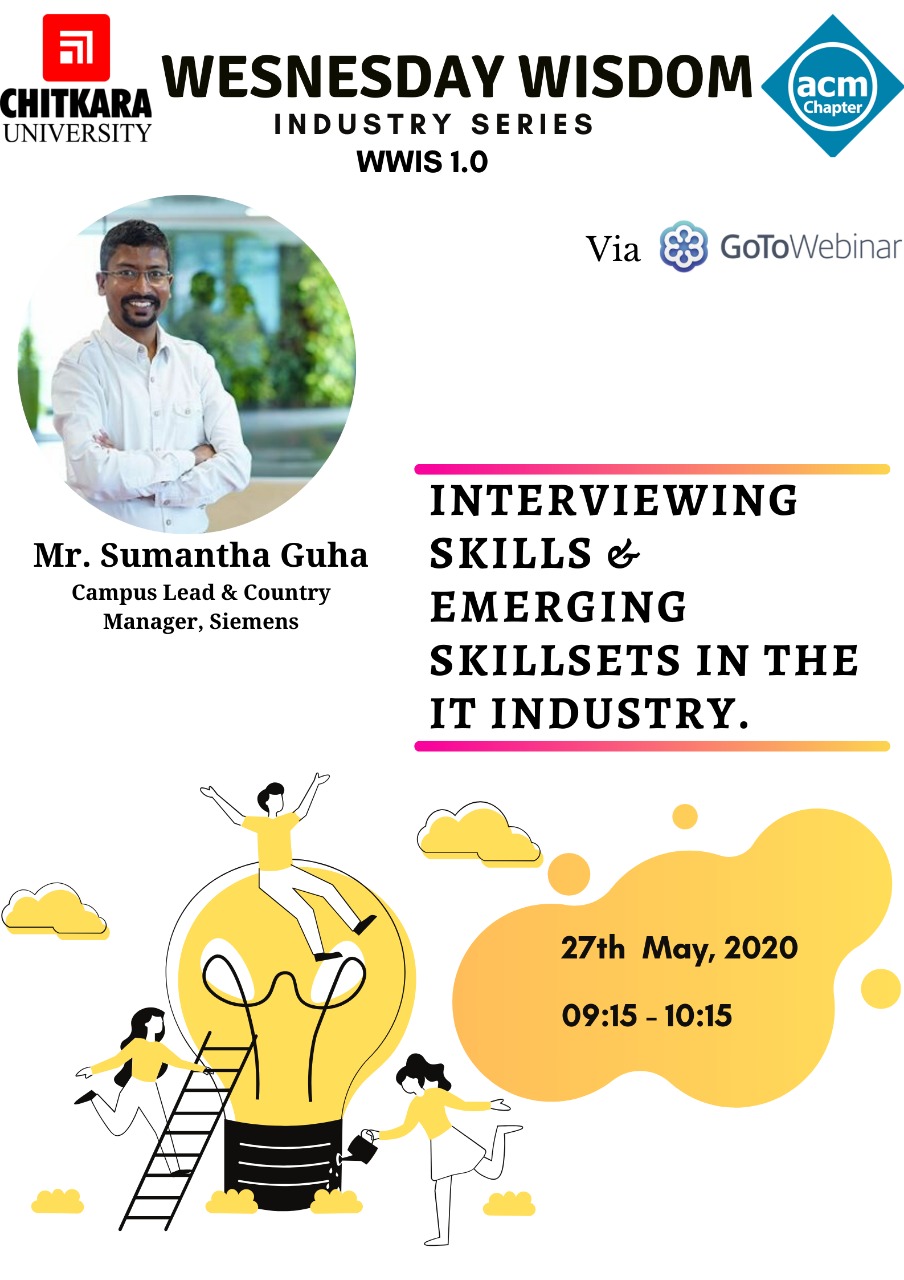 CHITKARA
UNIVERSITY
WESNESDAY WISDOM
INDUSTRY SERIES
WWIS 1.0
acm
Chapter
Via GoToWebinar
Mr. Sumantha Guha
Campus Lead & Country
Manager, Siemens
INTERVIEWING
SKILLS &
EMERGING
SKILLSETS IN THE
IT INDUSTRY.
27th May, 2020
09:15 - 10:15